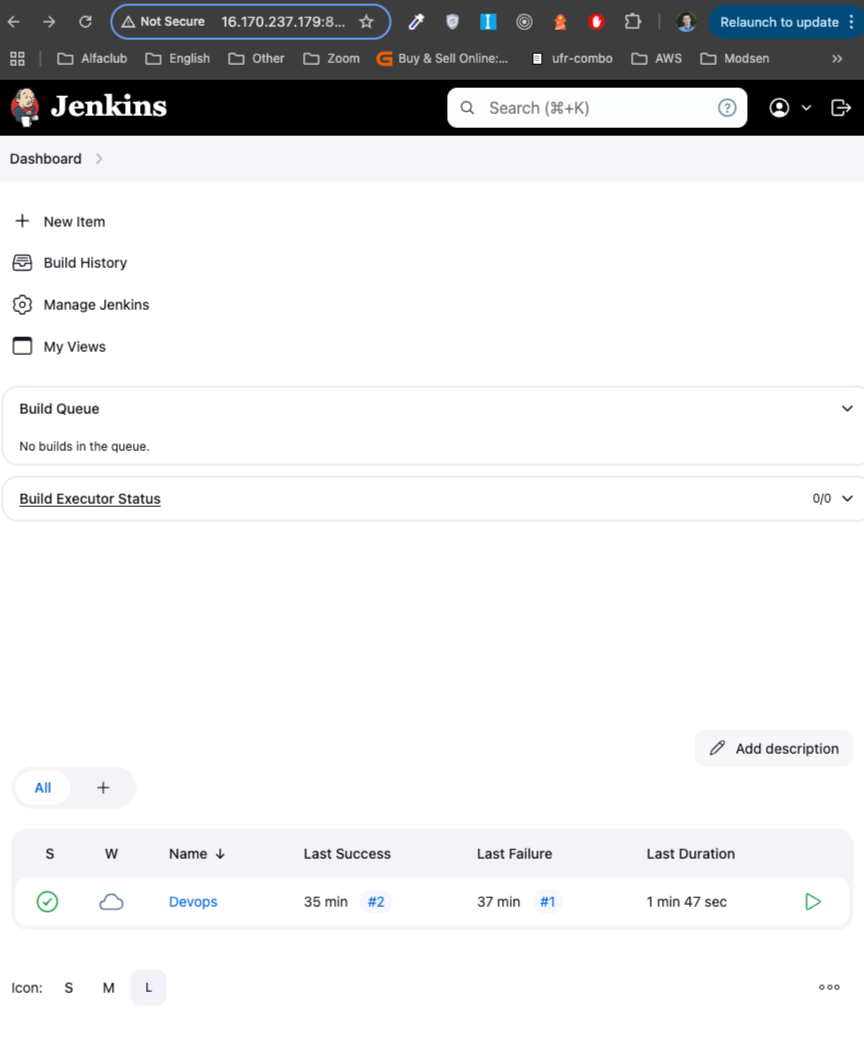 Not Secure 16.170.237.179:8... Relaunch to update
Alfaclub English Other Zoom Buy & Sell Online:... ufr-combo AWS Modsen »
Jenkins Search (⌘+K) ?
Dashboard
New Item
Build History
Manage Jenkins
My Views
Build Queue
No builds in the queue.
Build Executor Status 0/0
Add description
All +
S W Name ↓ Last Success Last Failure Last Duration
Devops 35 min #2 37 min #1 1 min 47 sec
Icon: S M L